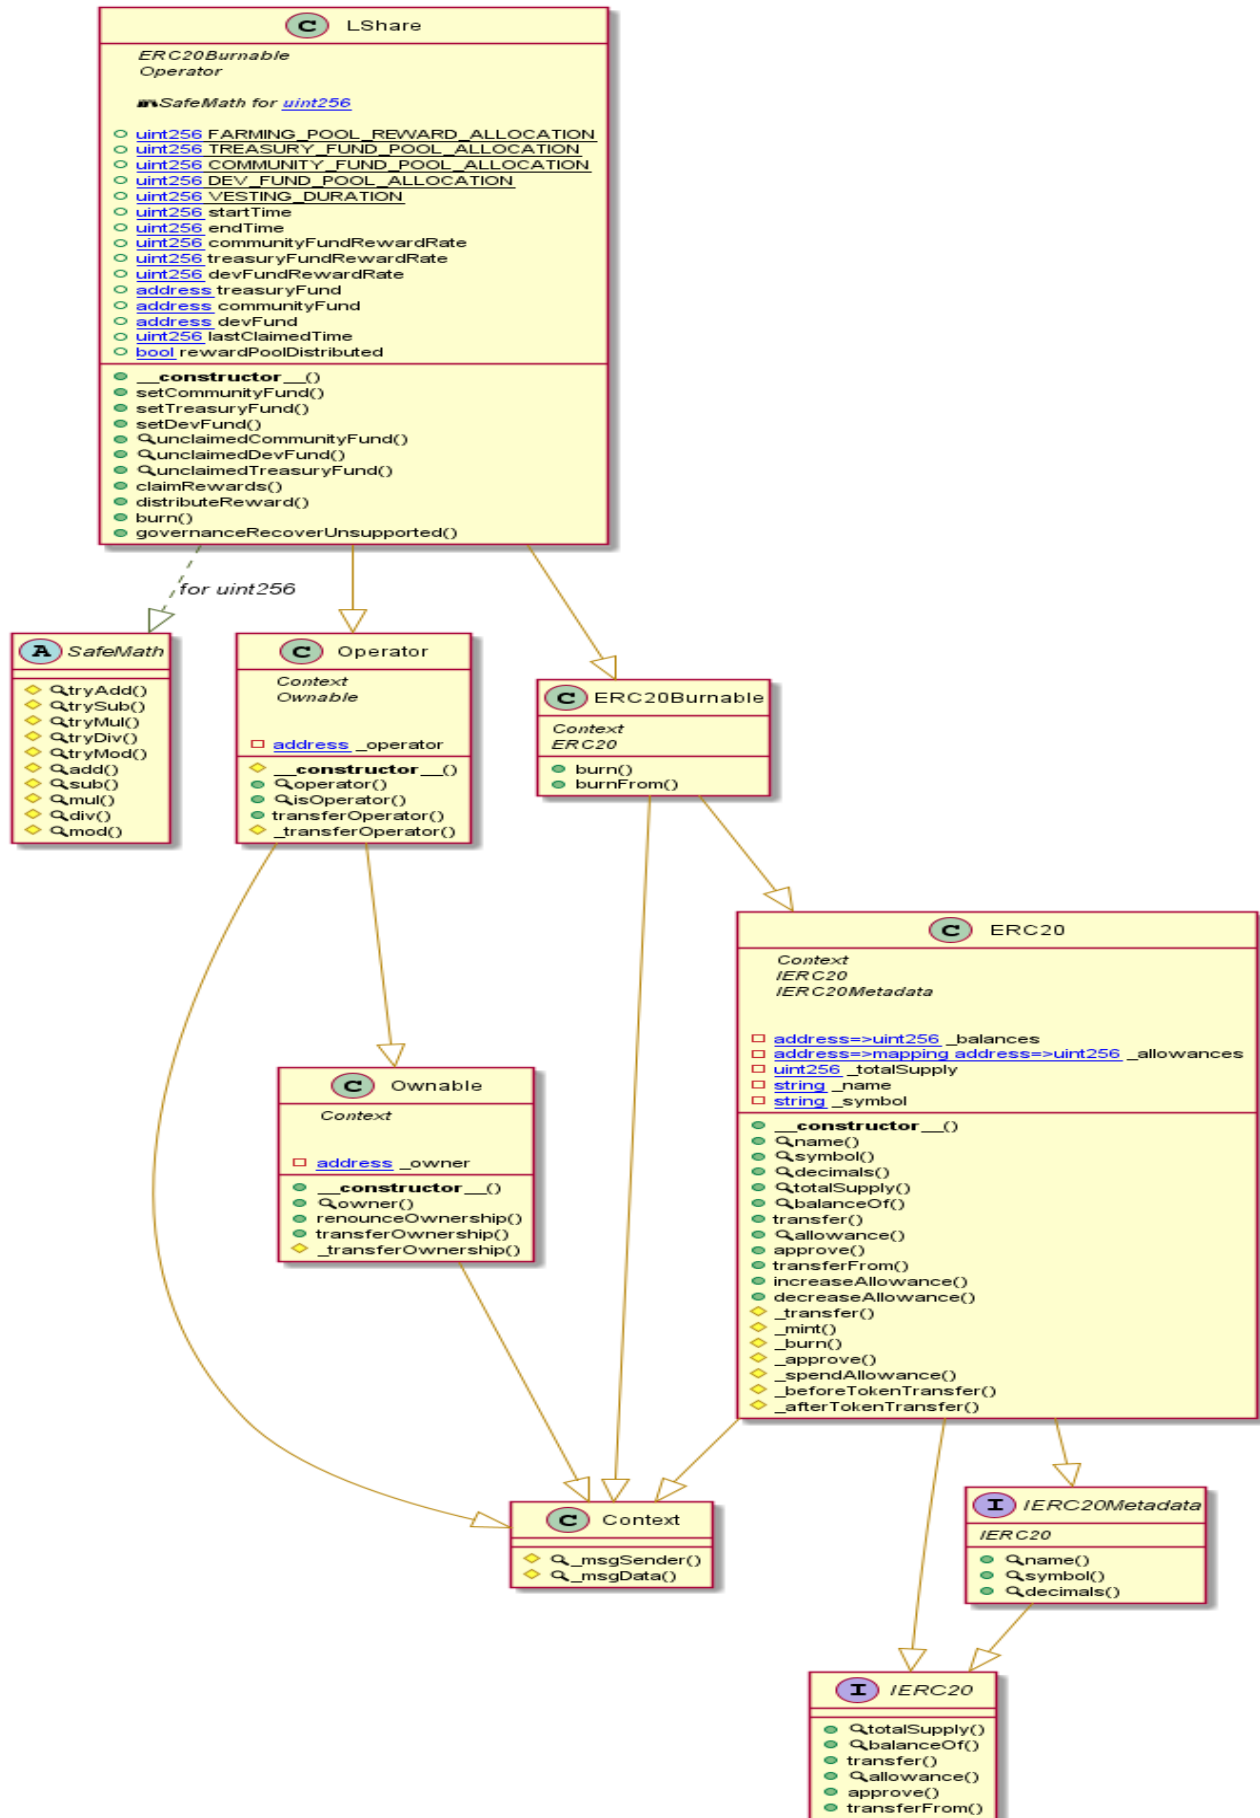 C LShare
ERC20Burnable
Operator
SafeMath for uint256
uint256 FARMING_POOL_REWARD_ALLOCATION
uint256 TREASURY_FUND_POOL_ALLOCATION
uint256 COMMUNITY_FUND_POOL_ALLOCATION
uint256 DEV_FUND_POOL_ALLOCATION
uint256 VESTING_DURATION
uint256 startTime
uint256 endTime
uint256 communityFundRewardRate
uint256 treasuryFundRewardRate
uint256 devFundRewardRate
address treasuryFund
address communityFund
address devFund
uint256 lastClaimedTime
bool rewardPoolDistributed
__constructor__()
setCommunityFund()
setTreasuryFund()
setDevFund()
unclaimedCommunityFund()
unclaimedDevFund()
unclaimedTreasuryFund()
claimRewards()
distributeReward()
burn()
governanceRecoverUnsupported()
for uint256
A SafeMath
tryAdd()
trySub()
tryMul()
tryDiv()
tryMod()
add()
sub()
mul()
div()
mod()
C Operator
Context
Ownable
address _operator
__constructor__()
operator()
isOperator()
transferOperator()
_transferOperator()
C ERC20Burnable
Context
ERC20
burn()
burnFrom()
C ERC20
Context
IERC20
IERC20Metadata
address=>uint256 _balances
address=>mapping address=>uint256 _allowances
uint256 _totalSupply
string _name
string _symbol
__constructor__()
name()
symbol()
decimals()
totalSupply()
balanceOf()
transfer()
allowance()
approve()
transferFrom()
increaseAllowance()
decreaseAllowance()
_transfer()
_mint()
_burn()
_approve()
_spendAllowance()
_beforeTokenTransfer()
_afterTokenTransfer()
C Ownable
Context
address _owner
__constructor__()
owner()
renounceOwnership()
transferOwnership()
_transferOwnership()
C Context
_msgSender()
_msgData()
I IERC20Metadata
IERC20
name()
symbol()
decimals()
I IERC20
totalSupply()
balanceOf()
transfer()
allowance()
approve()
transferFrom()